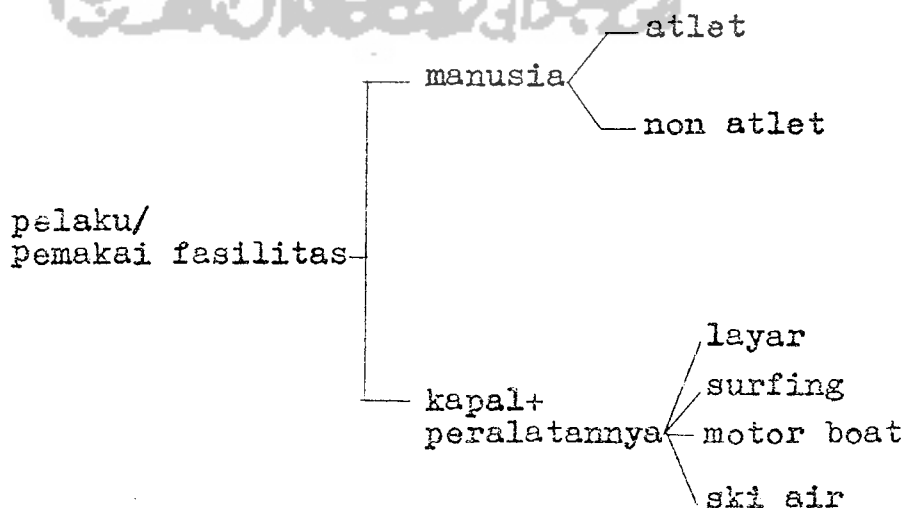 atlet
manusia
non atlet
pelaku/
pemakai fasilitas
layar
surfing
kapal+
peralatannya
motor boat
ski air